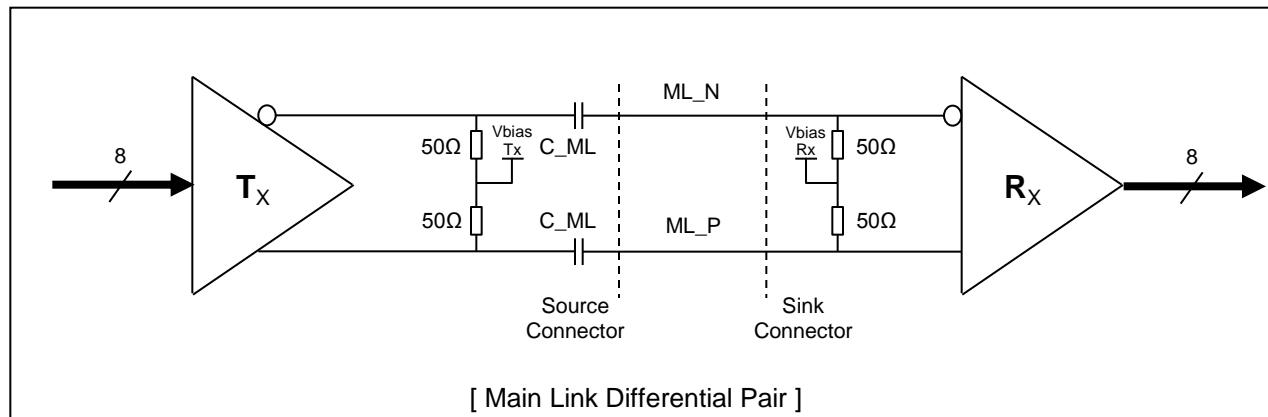 ML_N
Vbias
Tx
Vbias
Rx
8
50Ω
C_ML
50Ω
8
TX
RX
50Ω
C_ML
ML_P
50Ω
Source
Connector
Sink
Connector
[ Main Link Differential Pair ]